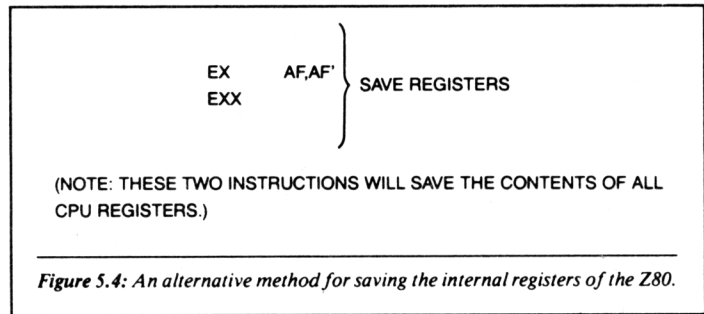 EX AF,AF'
EXX
SAVE REGISTERS
(NOTE: THESE TWO INSTRUCTIONS WILL SAVE THE CONTENTS OF ALL
CPU REGISTERS.)
Figure 5.4: An alternative method for saving the internal registers of the Z80.